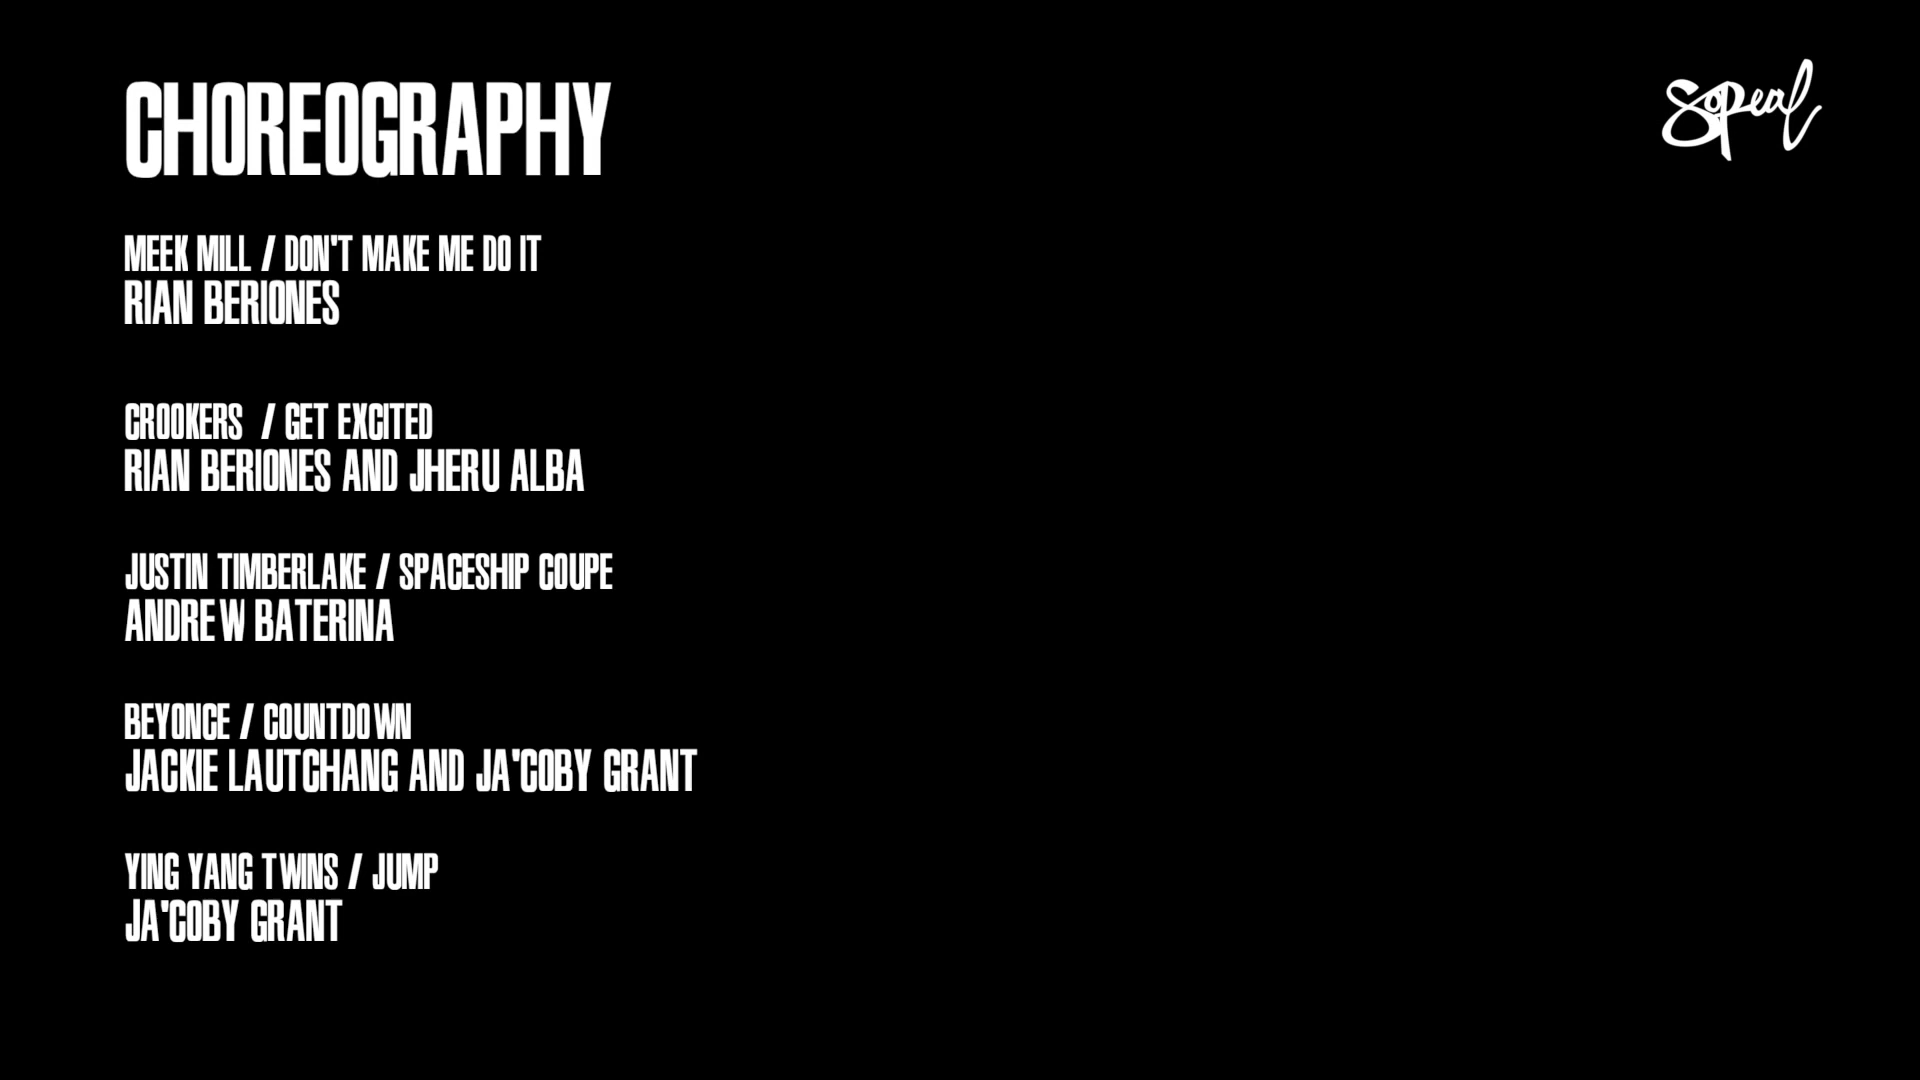 CHOREOGRAPHY
SoReal
MEEK MILL / DON'T MAKE ME DO IT
RIAN BERIONES
CROOKERS / GET EXCITED
RIAN BERIONES AND JHERU ALBA
JUSTIN TIMBERLAKE / SPACESHIP COUPE
ANDREW BATERINA
BEYONCE / COUNTDOWN
JACKIE LAUTCHANG AND JA'COBY GRANT
YING YANG TWINS / JUMP
JA'COBY GRANT